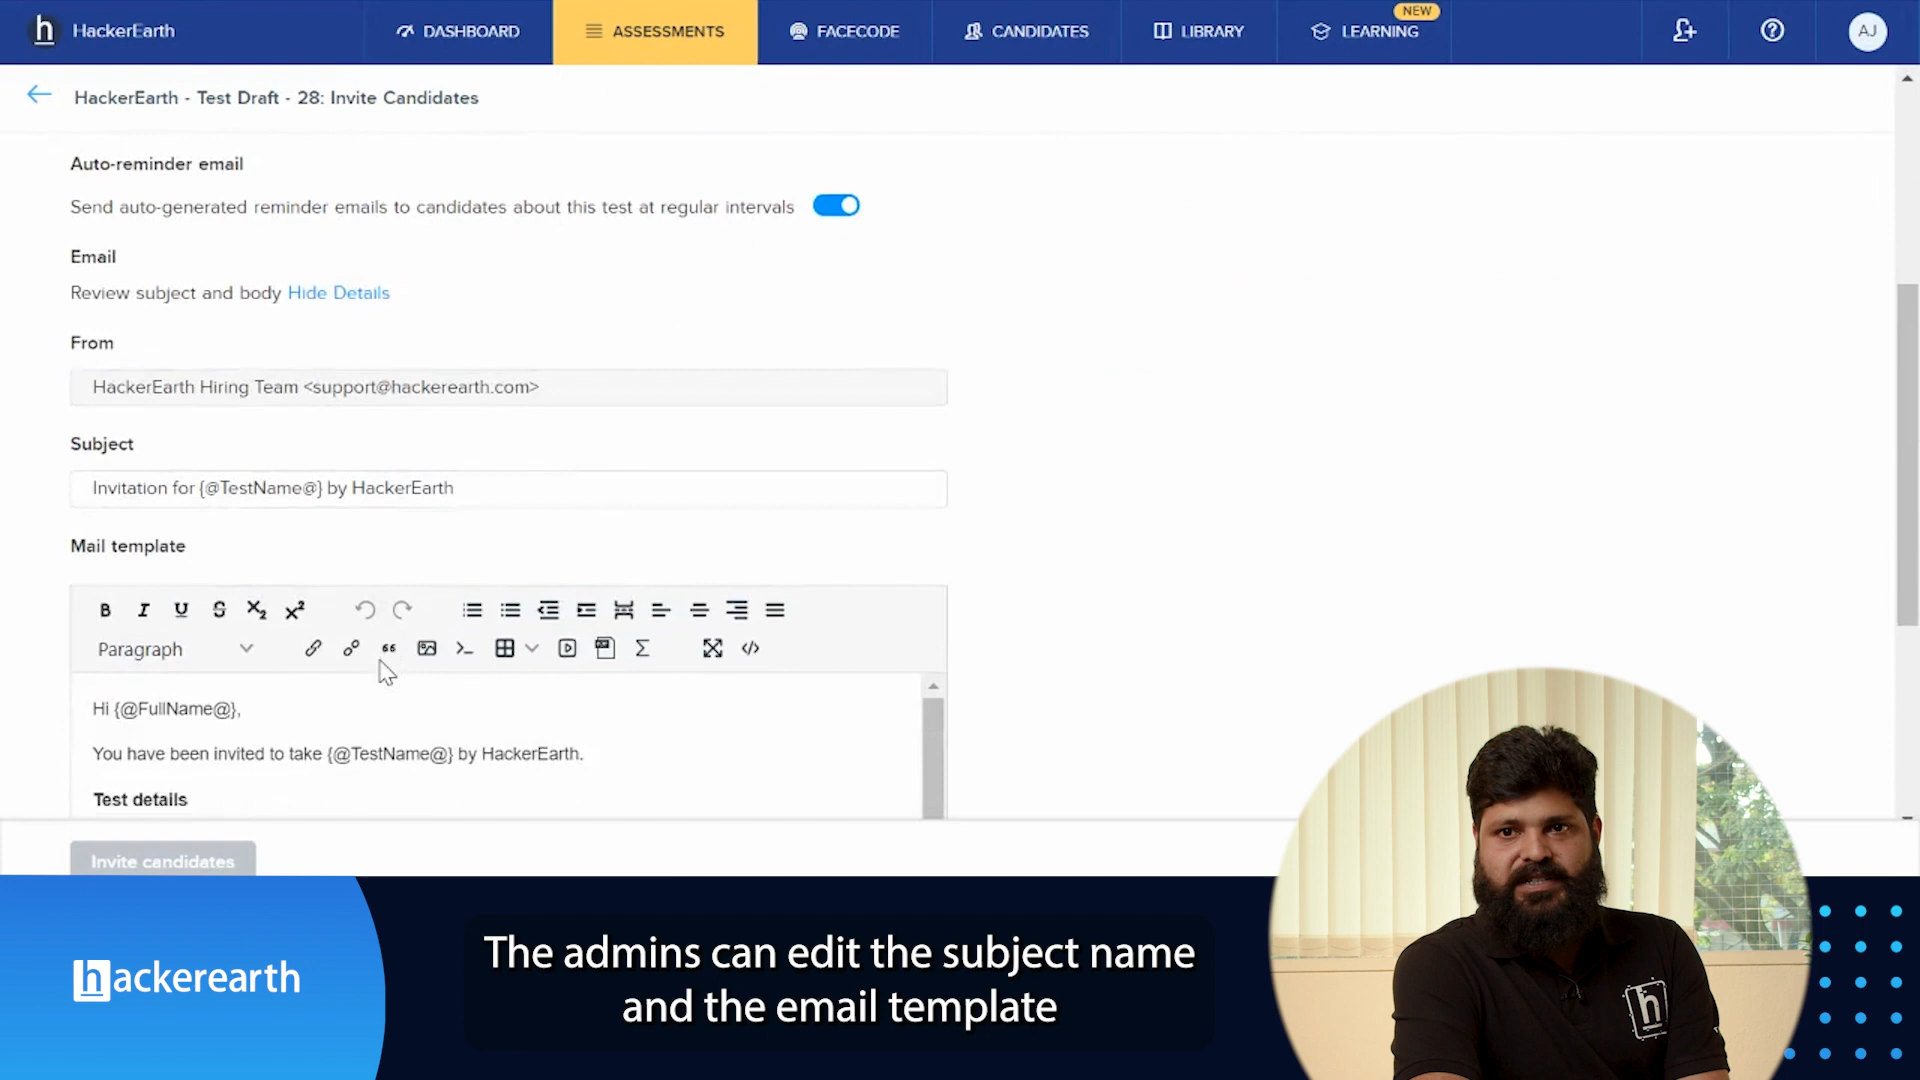 h HackerEarth
DASHBOARD
ASSESSMENTS
FACECODE
CANDIDATES
LIBRARY
LEARNING
NEW
AJ
HackerEarth - Test Draft - 28: Invite Candidates
Auto-reminder email
Send auto-generated reminder emails to candidates about this test at regular intervals
Email
Review subject and body Hide Details
From
HackerEarth Hiring Team <support@hackerearth.com>
Subject
Invitation for {@TestName@} by HackerEarth
Mail template
Paragraph
Hi {@FullName@},
You have been invited to take {@TestName@} by HackerEarth.
Test details
Invite candidates
hackerearth
The admins can edit the subject name
and the email template
h